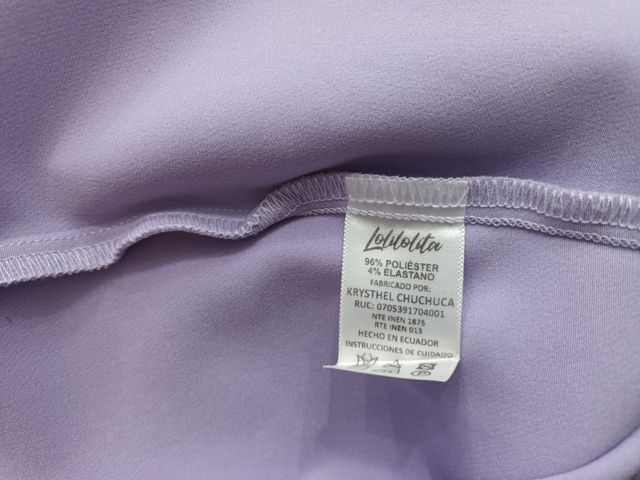 Lolilolita
96% POLIÉSTER
4% ELASTANO
FABRICADO POR:
KRYSTHEL CHUCHUCA
RUC: 0705391704001
NTE INEN 1875
RTE INEN 013
HECHO EN ECUADOR
INSTRUCCIONES DE CUIDADO